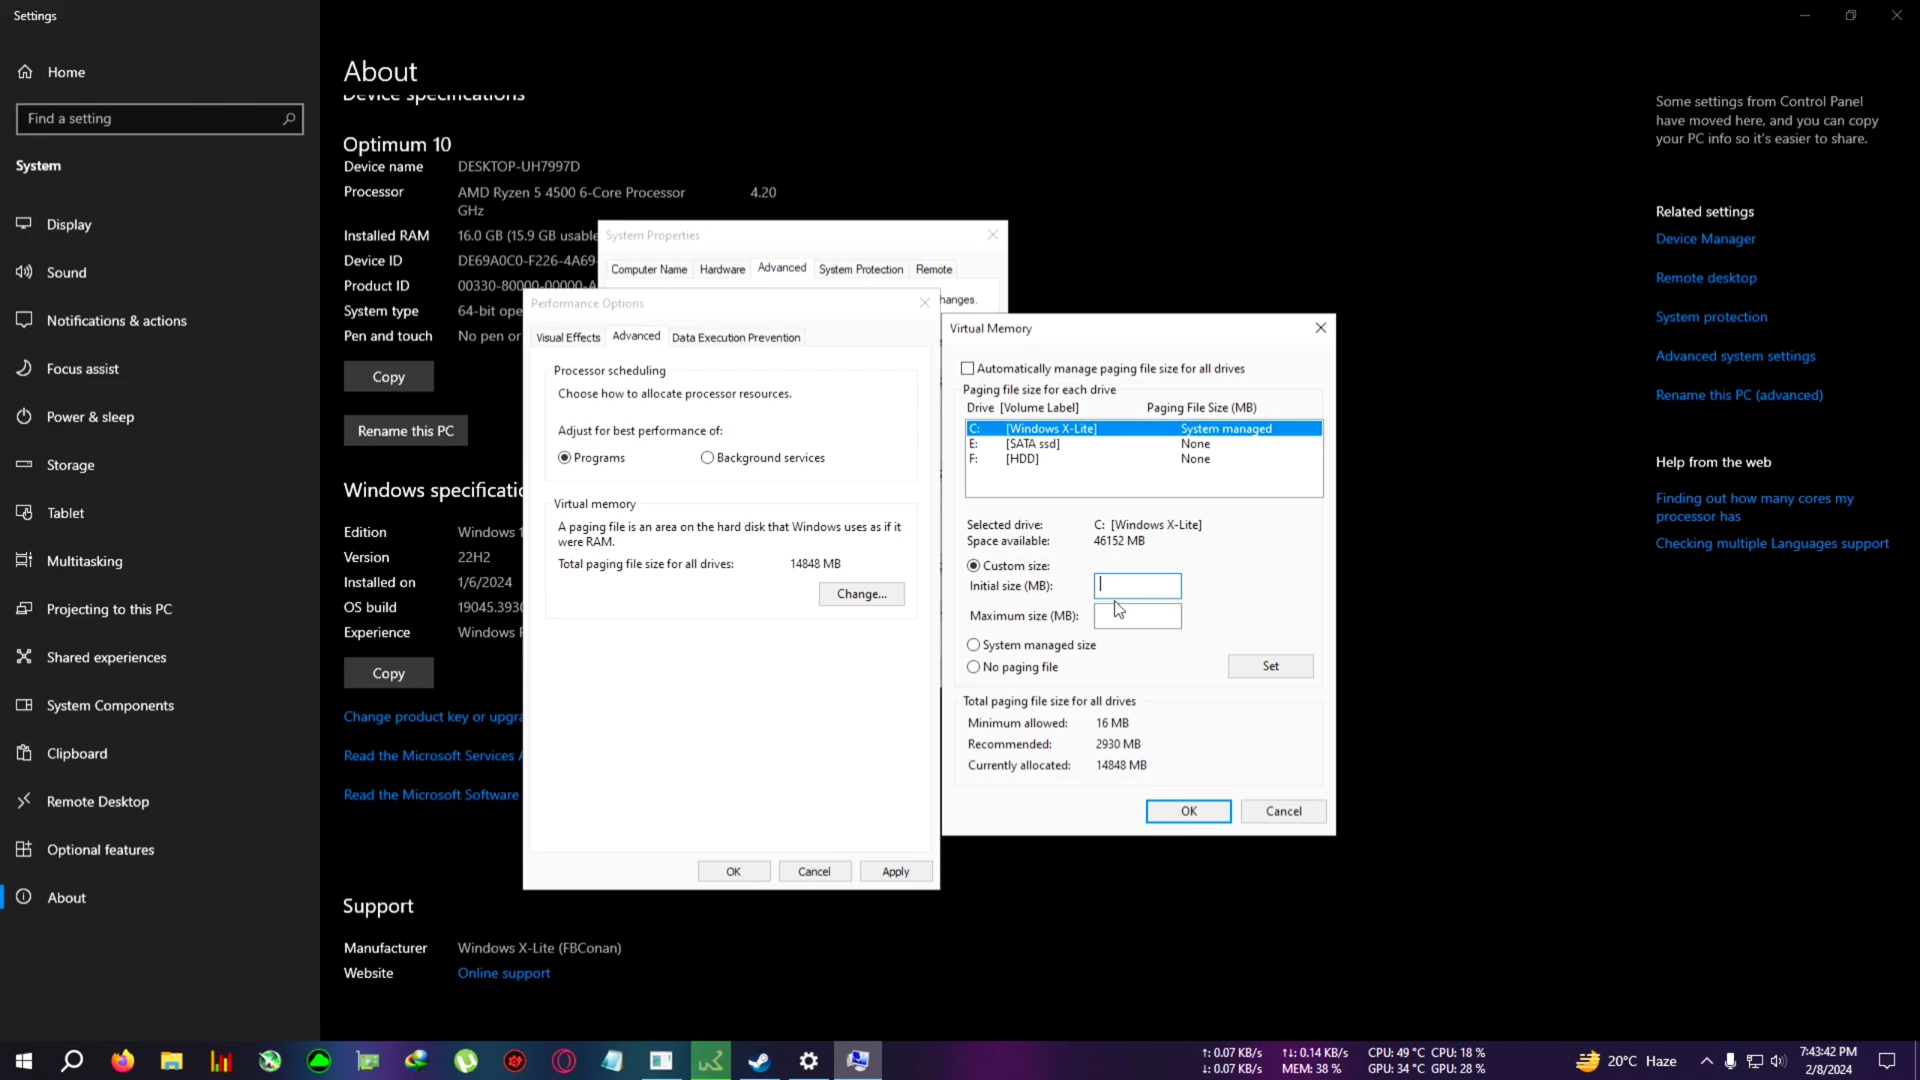 Settings
Home
Find a setting
System
Display
Sound
Notifications & actions
Focus assist
Power & sleep
Storage
Tablet
Multitasking
Projecting to this PC
Shared experiences
System Components
Clipboard
Remote Desktop
Optional features
About
About
Device specifications
Optimum 10
Device name DESKTOP-UH7997D
Processor AMD Ryzen 5 4500 6-Core Processor 4.20
GHz
Installed RAM 16.0 GB (15.9 GB usable
Device ID DE69A0C0-F226-4A69-
Product ID 00330-80000-00000-A
System type 64-bit ope
Pen and touch No pen or
Copy
Rename this PC
Windows specificatio
Edition Windows 1
Version 22H2
Installed on 1/6/2024
OS build 19045.3930
Experience Windows F
Copy
Change product key or upgra
Read the Microsoft Services A
Read the Microsoft Software
Support
Manufacturer Windows X-Lite (FBConan)
Website Online support
System Properties
Computer Name Hardware Advanced System Protection Remote
hanges.
Performance Options
Visual Effects Advanced Data Execution Prevention
Processor scheduling
Choose how to allocate processor resources.
Adjust for best performance of:
Programs Background services
Virtual memory
A paging file is an area on the hard disk that Windows uses as if it
were RAM.
Total paging file size for all drives: 14848 MB
Change...
OK Cancel Apply
Virtual Memory
Automatically manage paging file size for all drives
Paging file size for each drive
Drive [Volume Label] Paging File Size (MB)
C: [Windows X-Lite] System managed
E: [SATA ssd] None
F: [HDD] None
Selected drive: C: [Windows X-Lite]
Space available: 46152 MB
Custom size:
Initial size (MB):
Maximum size (MB):
System managed size
No paging file
Set
Total paging file size for all drives
Minimum allowed: 16 MB
Recommended: 2930 MB
Currently allocated: 14848 MB
OK Cancel
Some settings from Control Panel
have moved here, and you can copy
your PC info so it's easier to share.
Related settings
Device Manager
Remote desktop
System protection
Advanced system settings
Rename this PC (advanced)
Help from the web
Finding out how many cores my
processor has
Checking multiple Languages support
↑: 0.07 KB/s ↑↓: 0.14 KB/s CPU: 49 °C CPU: 18 %
↓: 0.07 KB/s MEM: 38 % GPU: 34 °C GPU: 28 %
20°C Haze
7:43:42 PM
2/8/2024